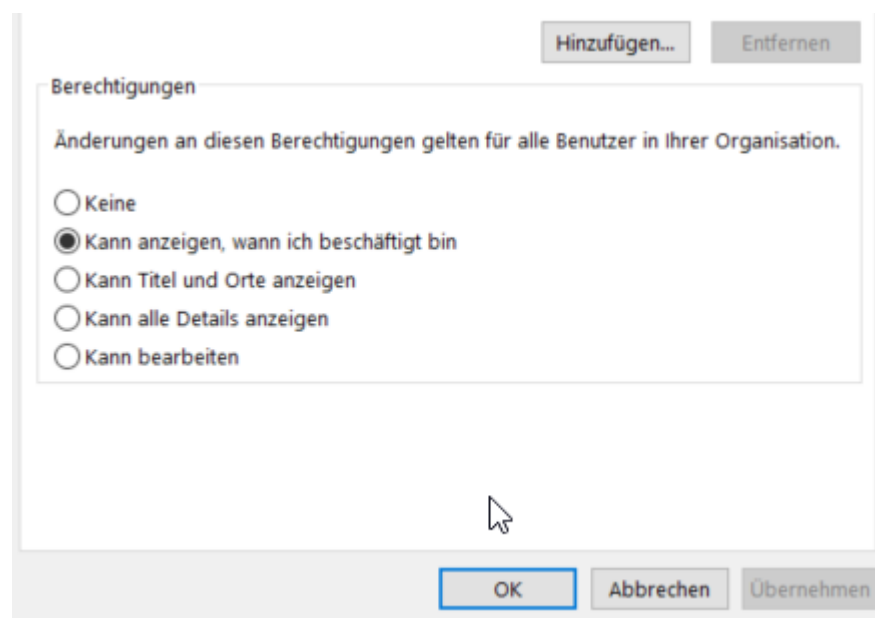 Hinzufügen... Entfernen
Berechtigungen
Änderungen an diesen Berechtigungen gelten für alle Benutzer in Ihrer Organisation.
Keine
Kann anzeigen, wann ich beschäftigt bin
Kann Titel und Orte anzeigen
Kann alle Details anzeigen
Kann bearbeiten
OK Abbrechen Übernehmen